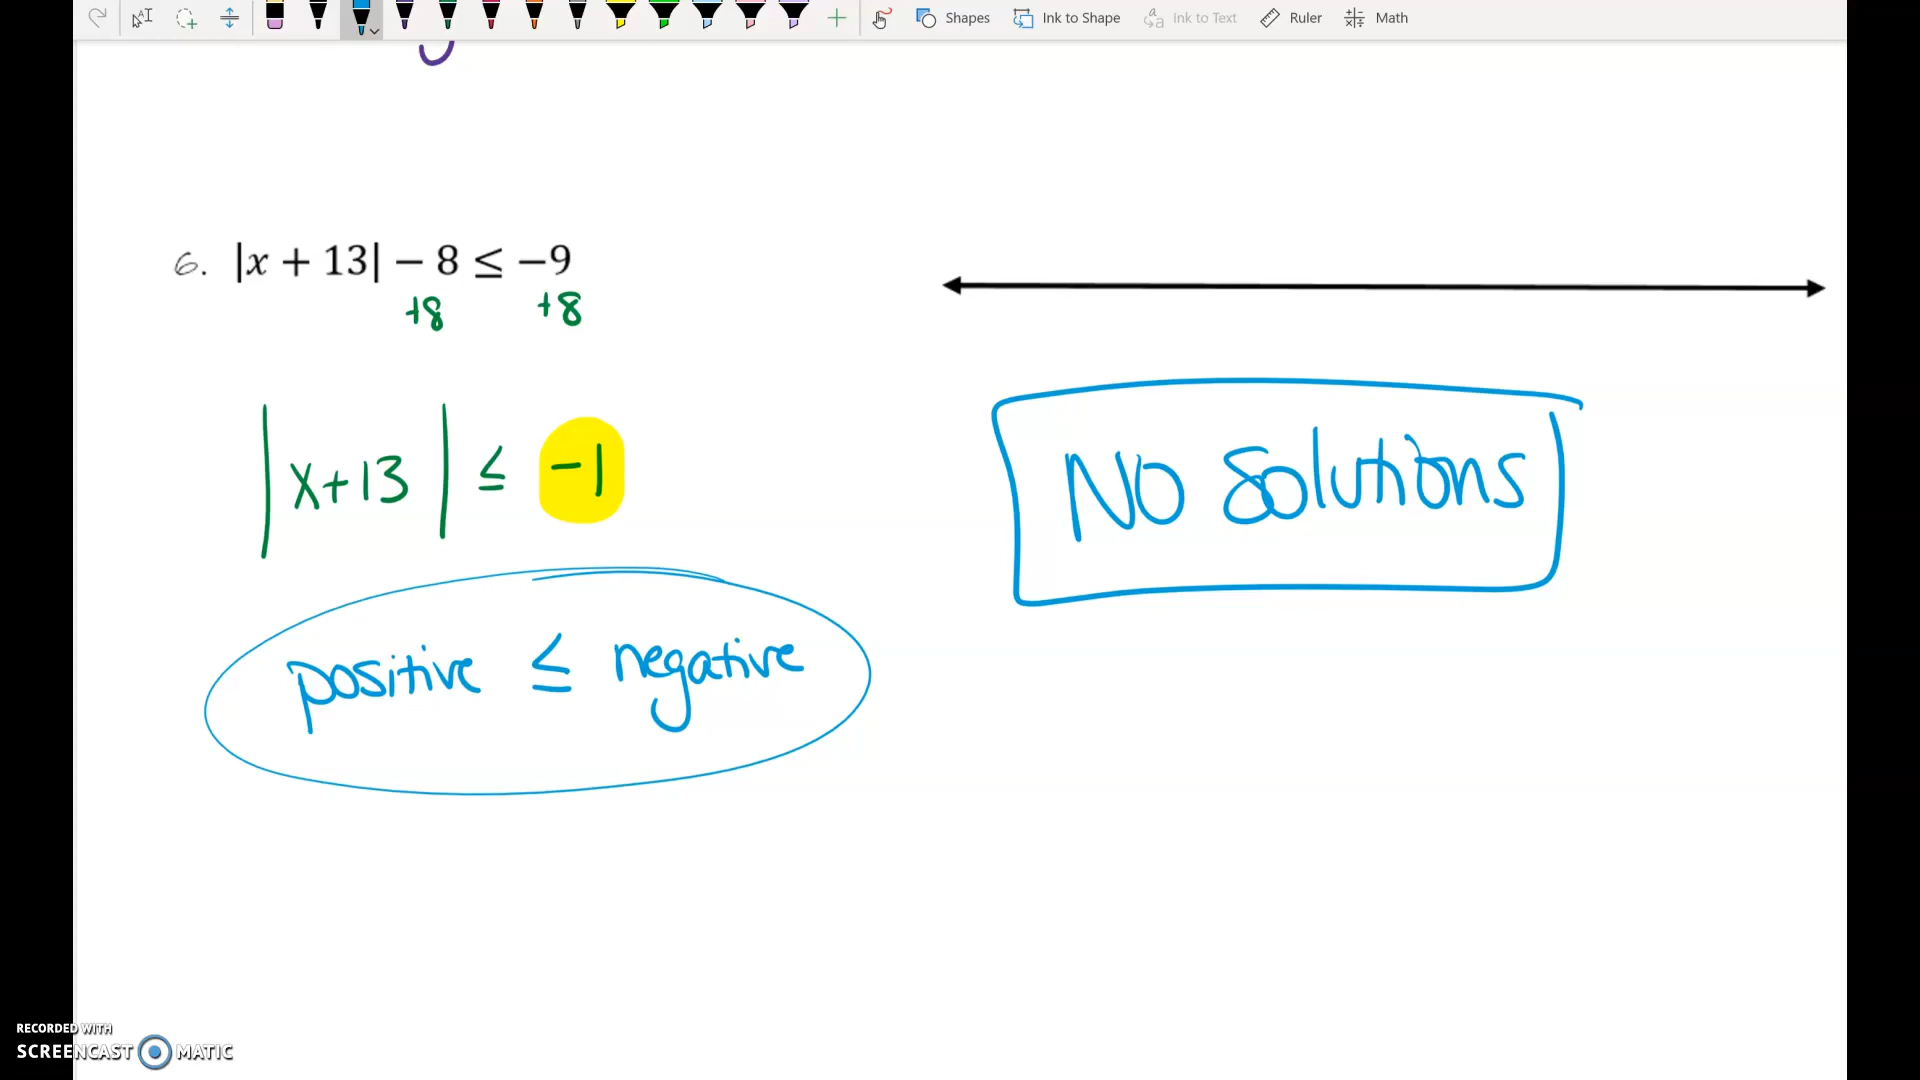 Shapes Ink to Shape Ink to Text Ruler Math
6. |x + 13| − 8 ≤ −9
+8 +8
|x+13| ≤ -1
NO Solutions
positive ≤ negative
RECORDED WITH
SCREENCAST MATIC